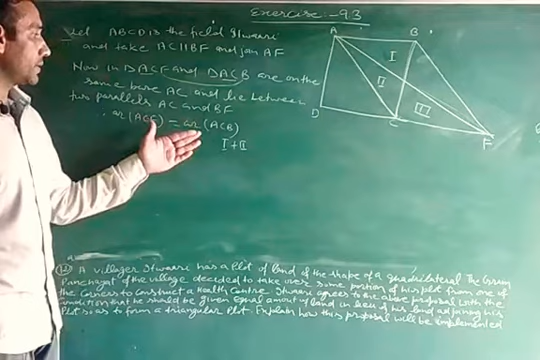 Exercise - 9.3
Let ABCD is the field Itwaari
and take AC || BF and join AF
Now in ΔACF and ΔACB are on the
same base AC and lie between
two parallels AC and BF
∴ ar (ACF) = ar (ACB)
I + II
A
B
I
II
III
D
C
F
(12) A villager Itwaari has a Plot of land of the shape of a quadrilateral The Gram
Panchayat of the village decided to take over some portion of his plot from one of
the Corners to construct a Health Centre Itwaari agrees to the above proposal with the
condition that he should be given equal amount of land in lieu of his land adjoining his
Plot so as to form a triangular Plot. Explain how this proposal will be implemented